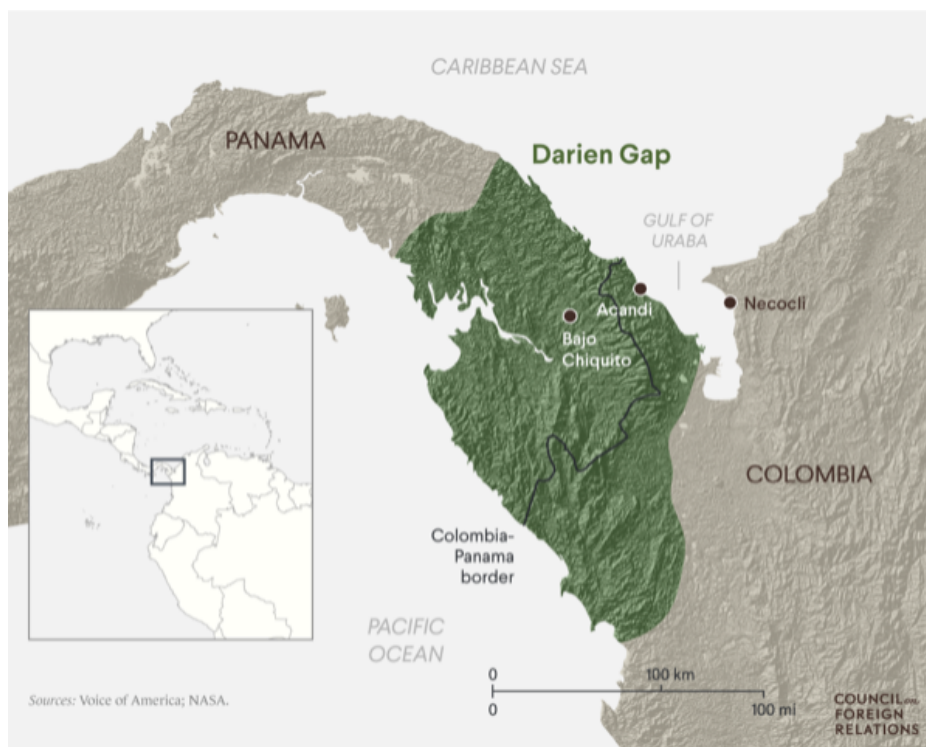 CARIBBEAN SEA
PANAMA
Darien Gap
GULF OF
URABA
Acandi
Necocli
Bajo
Chiquito
COLOMBIA
Colombia-
Panama
border
PACIFIC
OCEAN
0
100 km
0
100 mi
Sources: Voice of America; NASA.
COUNCIL on
FOREIGN
RELATIONS